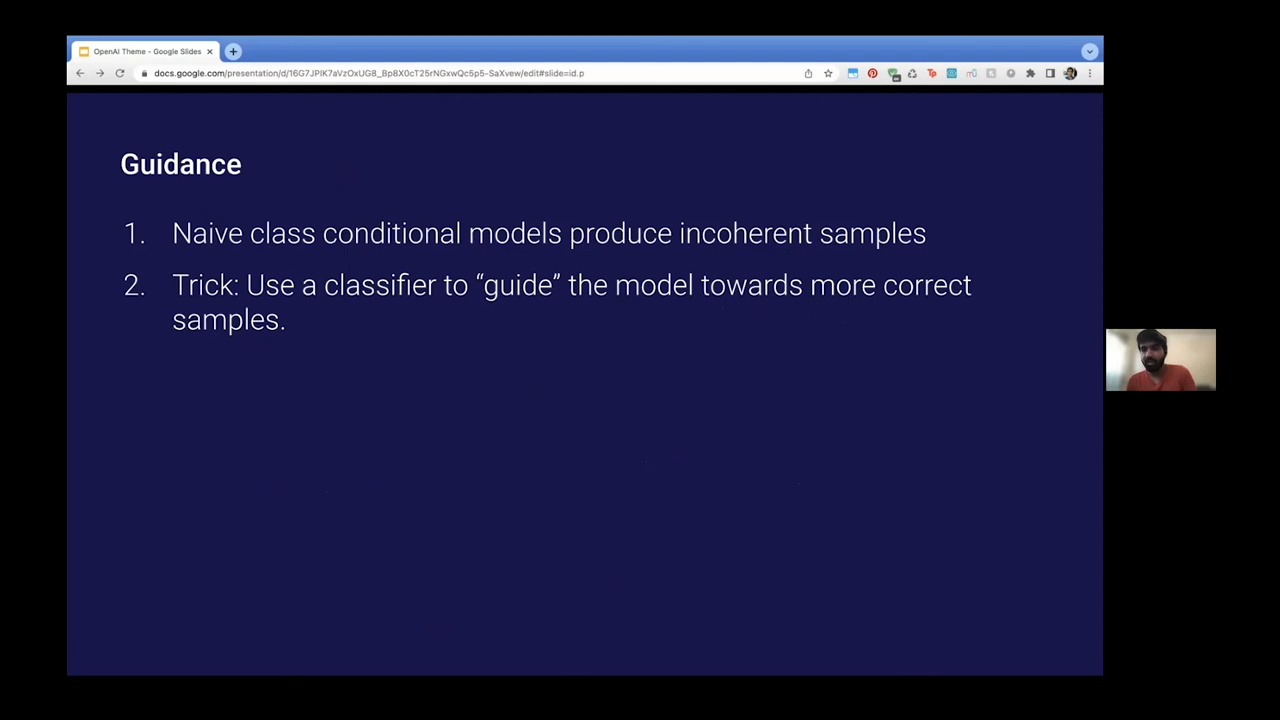 OpenAI Theme - Google Slides
docs.google.com/presentation/d/16G7JPIK7aVzOxUG8_Bp8X0cT25rNGxwQc5p5-SaXvew/edit#slide=id.p
Guidance
1. Naive class conditional models produce incoherent samples
2. Trick: Use a classifier to “guide” the model towards more correct
samples.